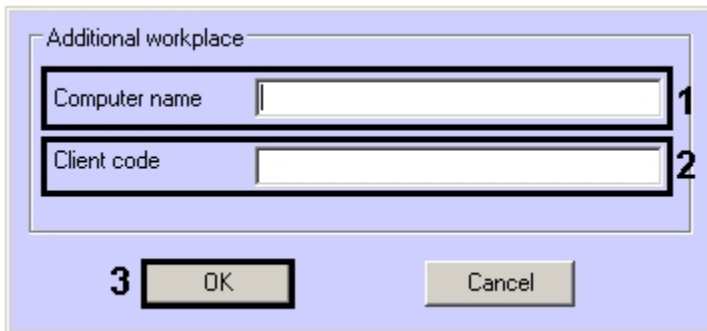 Additional workplace
Computer name 1
Client code 2
3 OK Cancel